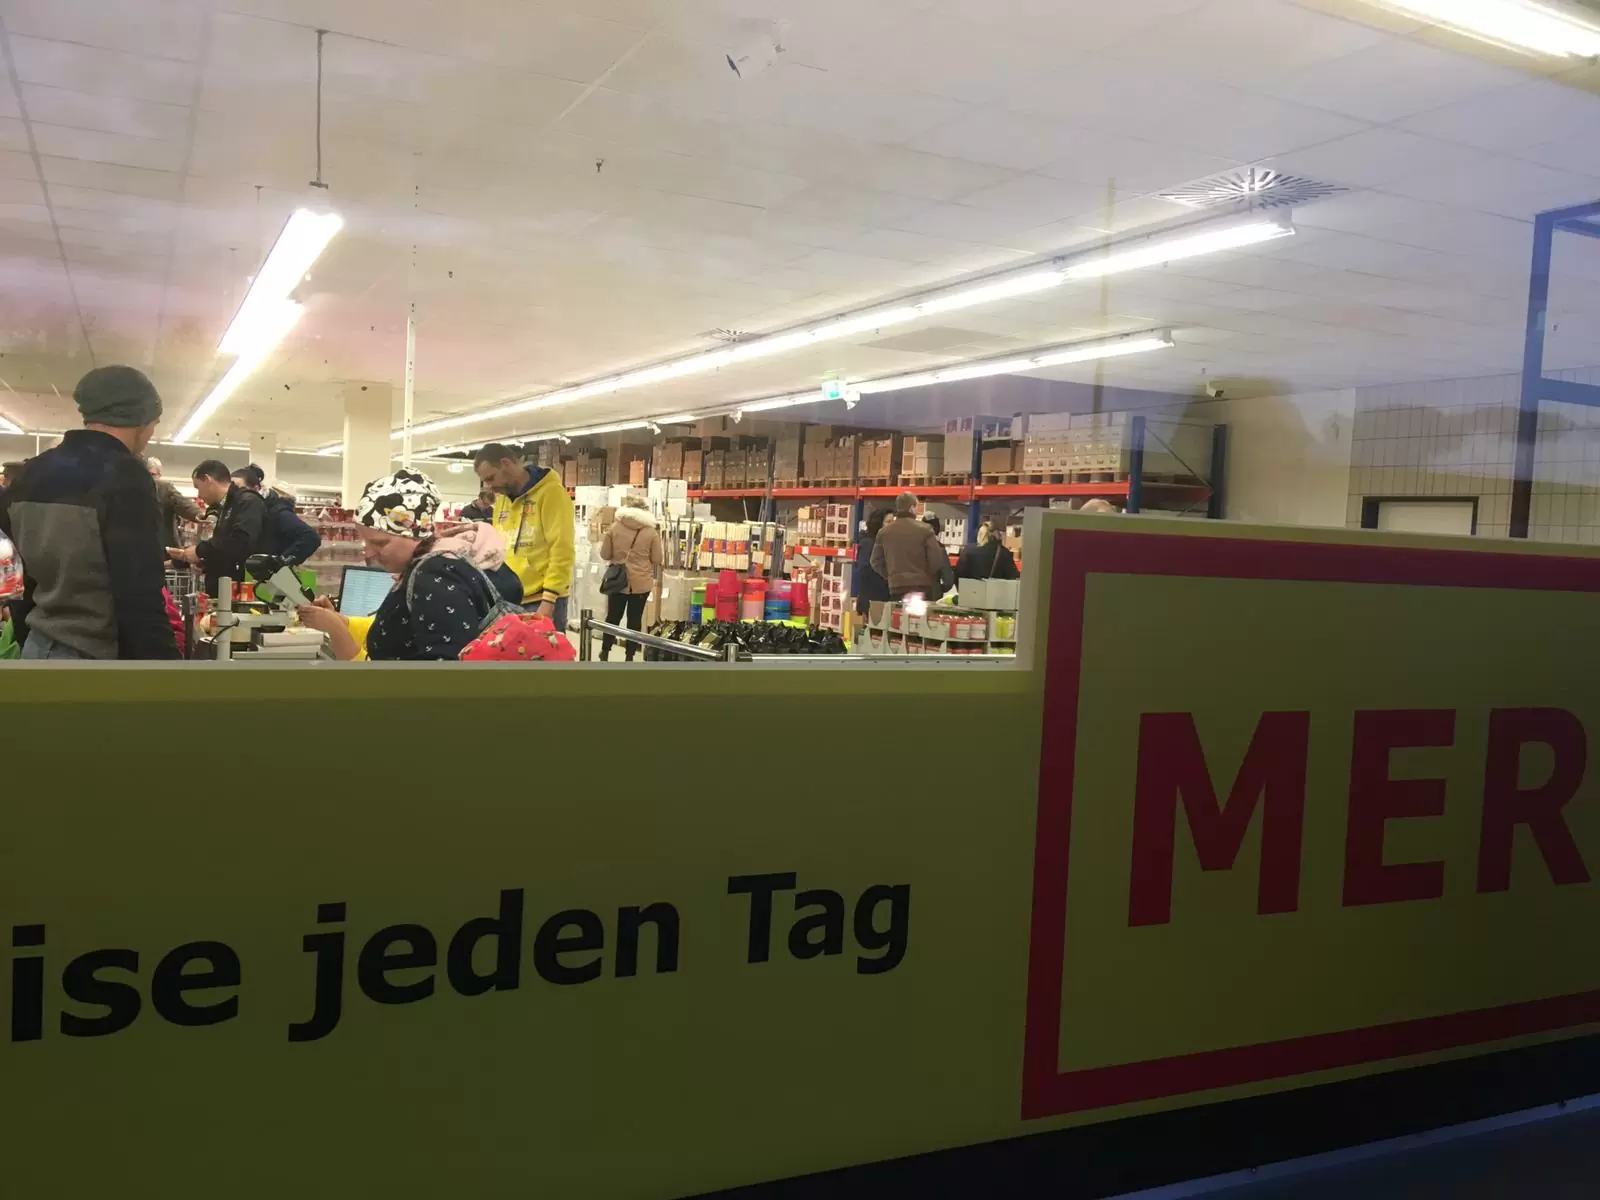 ise jeden Tag
MER